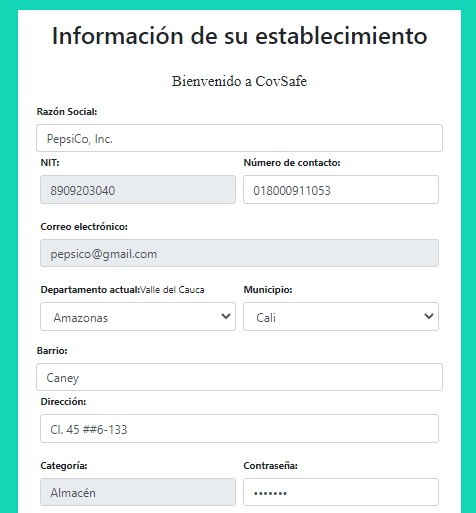 Información de su establecimiento
Bienvenido a CovSafe
Razón Social:
PepsiCo, Inc.
NIT: Número de contacto:
8909203040 018000911053
Correo electrónico:
pepsico@gmail.com
Departamento actual:Valle del Cauca Municipio:
Amazonas Cali
Barrio:
Caney
Dirección:
Cl. 45 ##6-133
Categoría: Contraseña:
Almacén •••••••